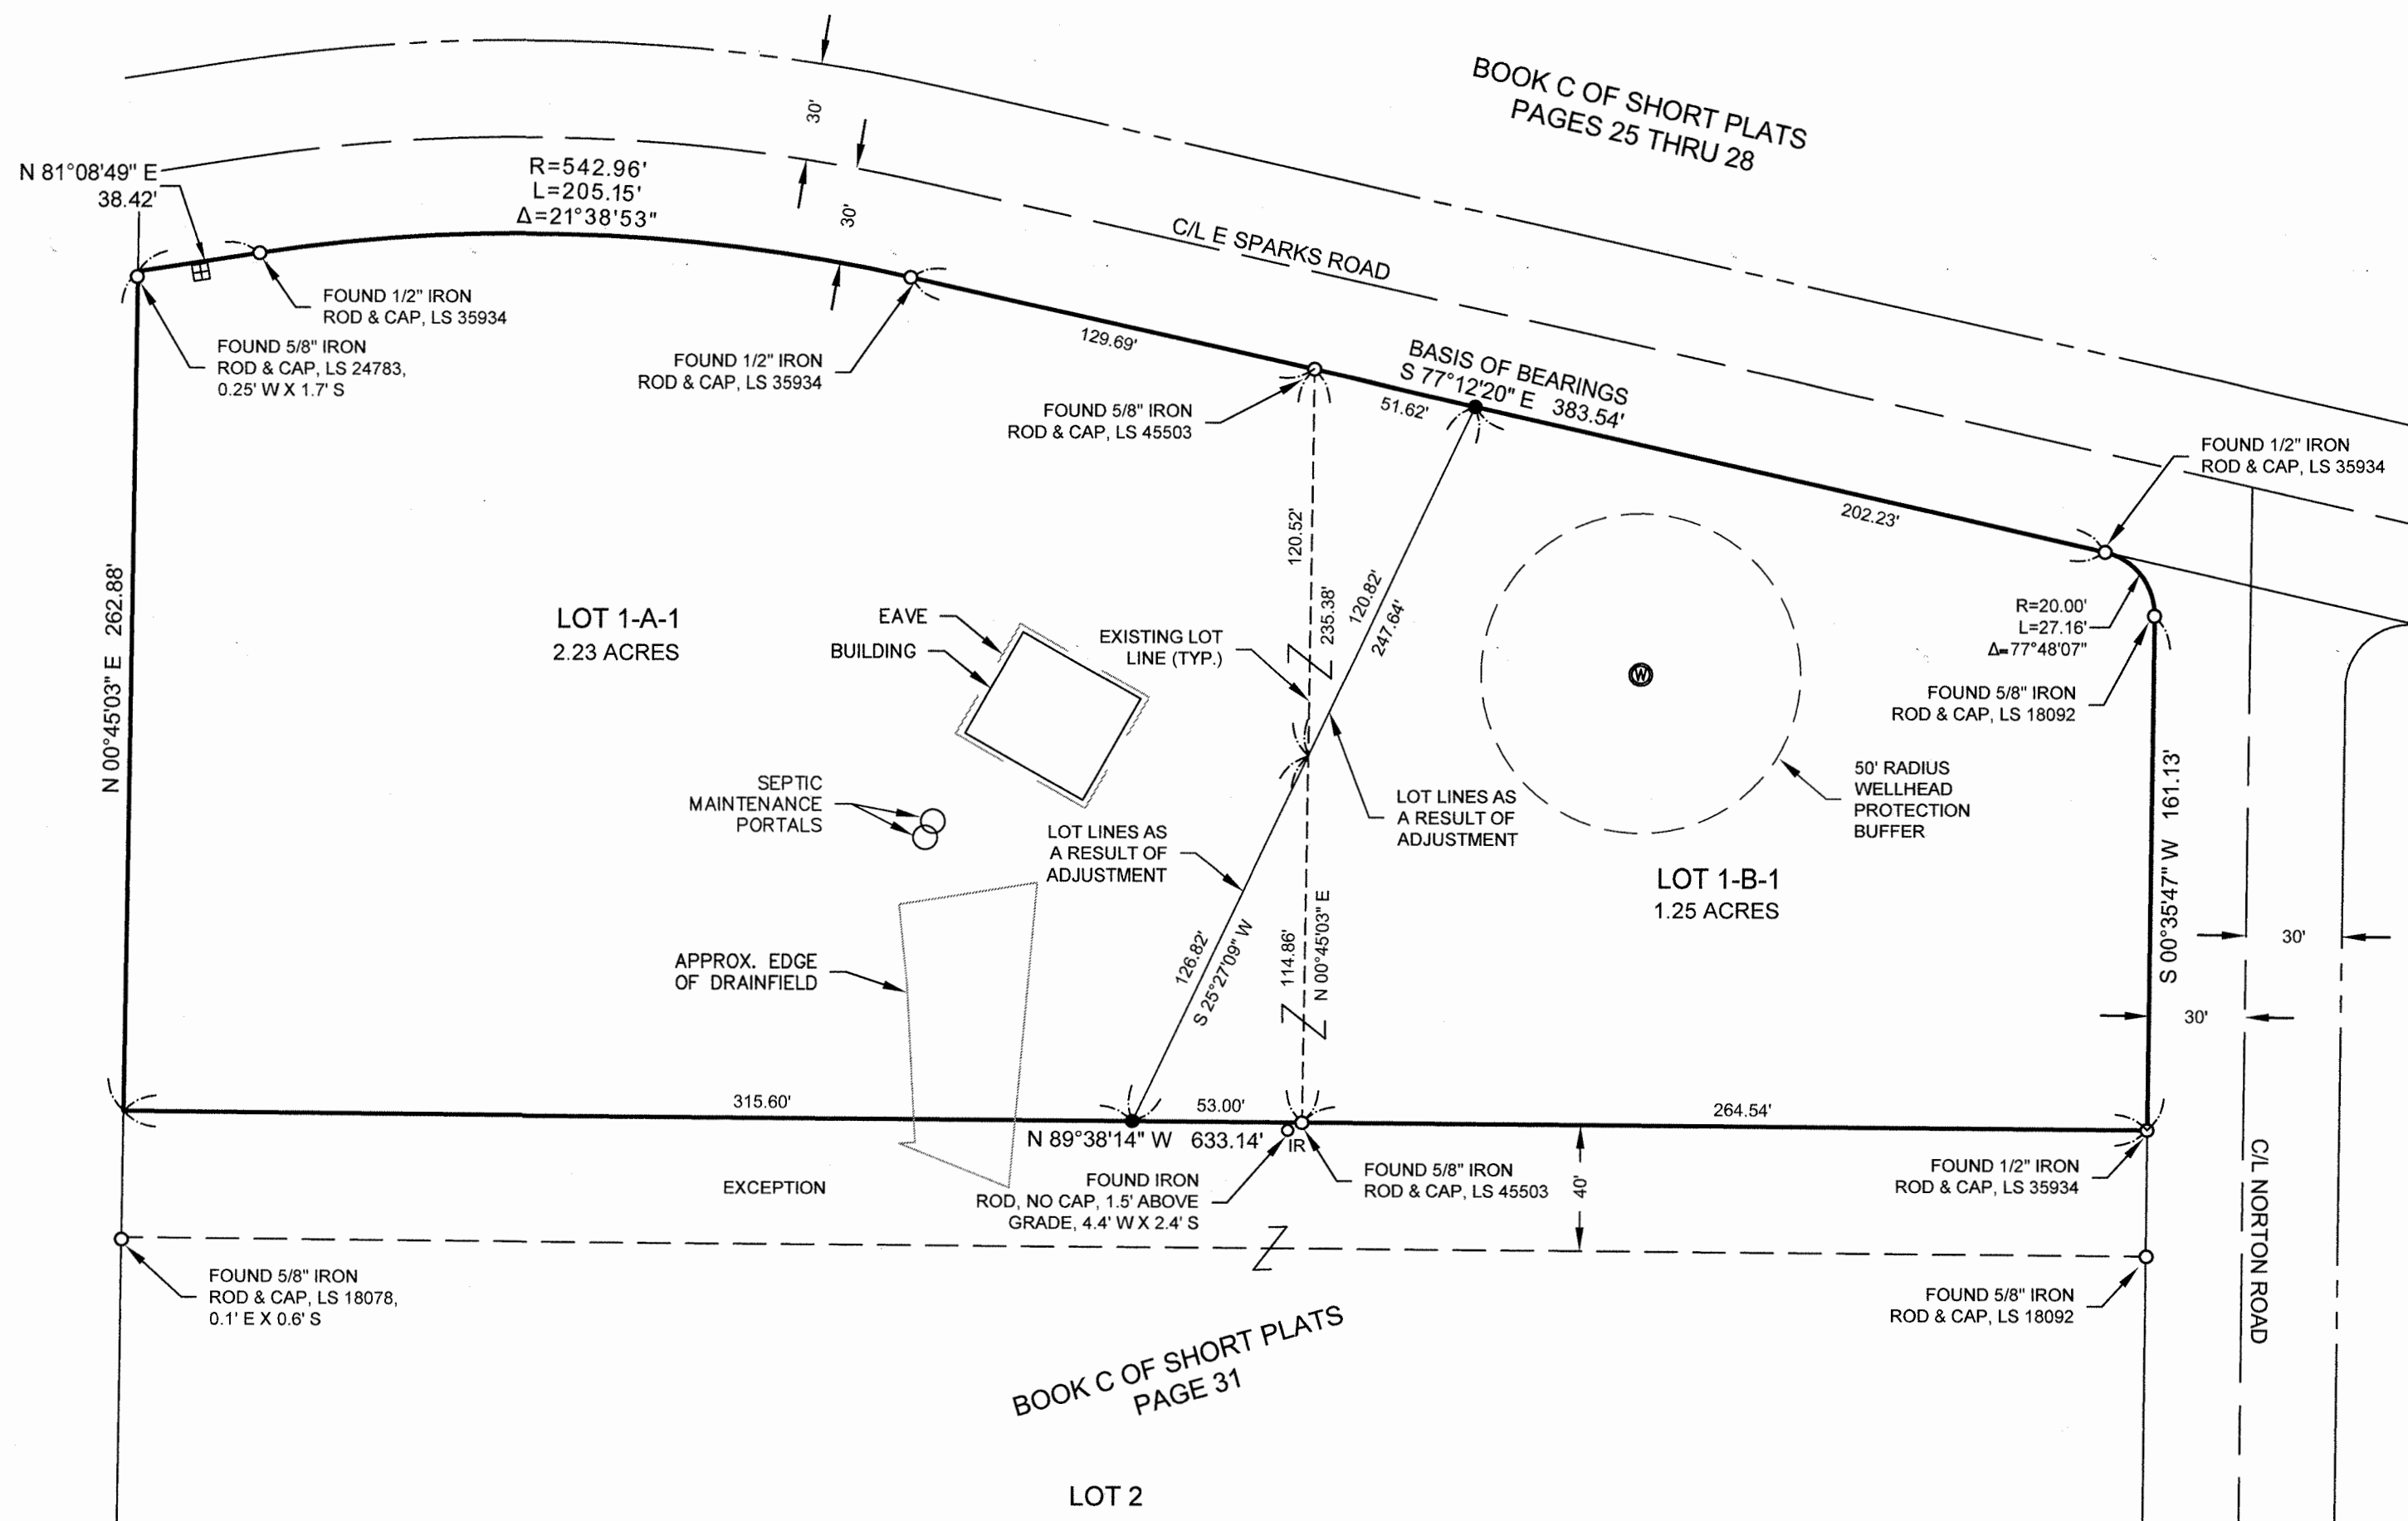 BOOK C OF SHORT PLATS
PAGES 25 THRU 28
30'
30'
N 81°08'49" E
38.42'
R=542.96'
L=205.15'
Δ=21°38'53"
C/L E SPARKS ROAD
FOUND 1/2" IRON
ROD & CAP, LS 35934
FOUND 5/8" IRON
ROD & CAP, LS 24783,
0.25' W X 1.7' S
FOUND 1/2" IRON
ROD & CAP, LS 35934
129.69'
BASIS OF BEARINGS
S 77°12'20" E 383.54'
51.62'
FOUND 5/8" IRON
ROD & CAP, LS 45503
FOUND 1/2" IRON
ROD & CAP, LS 35934
202.23'
N 00°45'03" E 262.88'
LOT 1-A-1
2.23 ACRES
EAVE
BUILDING
EXISTING LOT
LINE (TYP.)
120.52'
235.38'
120.82'
247.64'
W
R=20.00'
L=27.16'
Δ=77°48'07"
FOUND 5/8" IRON
ROD & CAP, LS 18092
SEPTIC
MAINTENANCE
PORTALS
LOT LINES AS
A RESULT OF
ADJUSTMENT
LOT LINES AS
A RESULT OF
ADJUSTMENT
50' RADIUS
WELLHEAD
PROTECTION
BUFFER
LOT 1-B-1
1.25 ACRES
S 00°35'47" W 161.13'
30'
30'
APPROX. EDGE
OF DRAINFIELD
126.82'
S 25°27'09" W
114.86'
N 00°45'03" E
315.60'
53.00'
264.54'
N 89°38'14" W 633.14'
IR
EXCEPTION
FOUND IRON
ROD, NO CAP, 1.5' ABOVE
GRADE, 4.4' W X 2.4' S
FOUND 5/8" IRON
ROD & CAP, LS 45503
40'
FOUND 1/2" IRON
ROD & CAP, LS 35934
C/L NORTON ROAD
FOUND 5/8" IRON
ROD & CAP, LS 18078,
0.1' E X 0.6' S
FOUND 5/8" IRON
ROD & CAP, LS 18092
BOOK C OF SHORT PLATS
PAGE 31
LOT 2